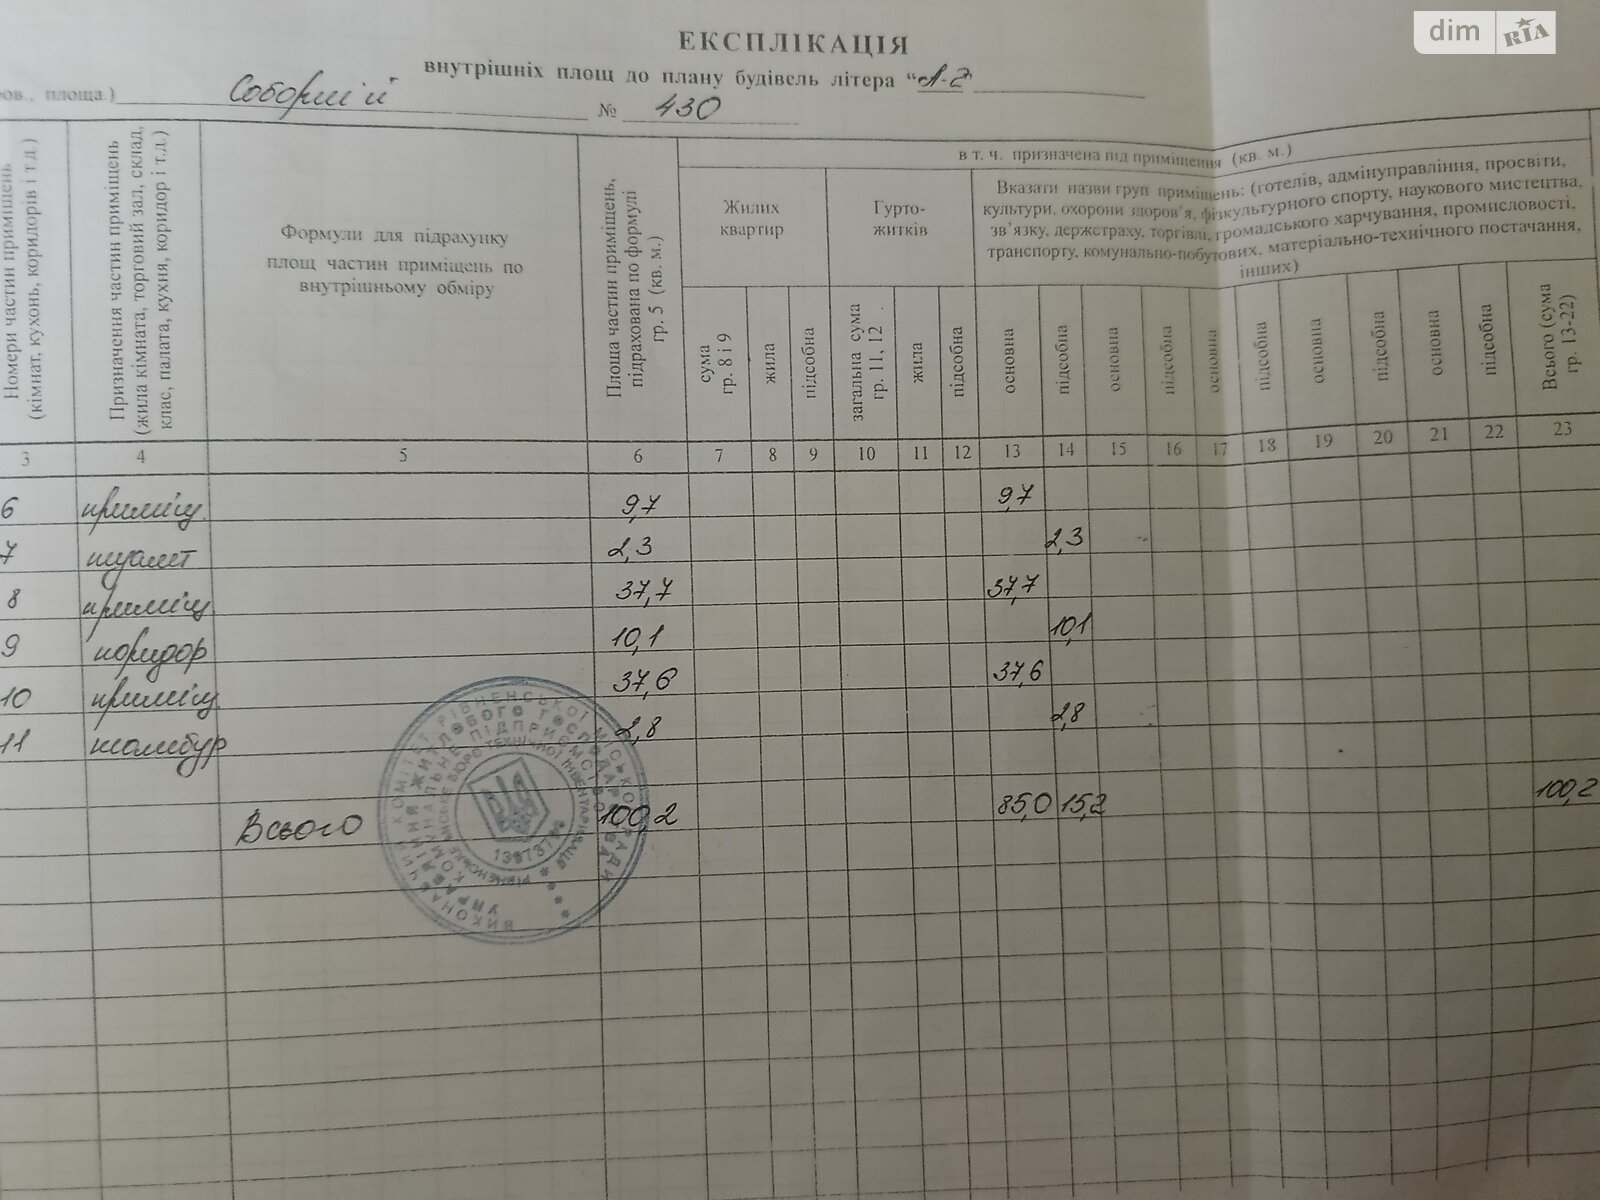 dim RIA
ЕКСПЛІКАЦІЯ
внутрішніх площ до плану будівель літера “А-2
ров., площа.) Соборній № 430
Номери частин приміщень (кімнат, кухонь, коридорів і т.д.)
Призначення частин приміщень (жила кімната, торговий зал, склад, клас, палата, кухня, коридор і т.д.)
Формули для підрахунку
площ частин приміщень по
внутрішньому обміру
Площа частин приміщень, підрахована по формулі гр. 5 (кв. м.)
в т. ч. призначена під приміщення (кв. м.)
Жилих
квартир
Гурто-
житків
Вказати назви груп приміщень: (готелів, адмінуправління, просвіти,
культури, охорони здоров’я, фізкультурного спорту, наукового мистецтва,
зв’язку, держстраху, торгівлі, громадського харчування, промисловості,
транспорту, комунально-побутових, матеріально-технічного постачання,
інших)
сума гр. 8 і 9
жила
підсобна
загальна сума гр. 11, 12
жила
підсобна
основна
підсобна
основна
підсобна
основна
підсобна
основна
підсобна
основна
підсобна
Всього (сума гр. 13-22)
3 4 5 6 7 8 9 10 11 12 13 14 15 16 17 18 19 20 21 22 23
6 приміщ. 9,7 9,7
7 туалет 2,3 2,3
8 приміщ 37,7 37,7
9 коридор 10,1 10,1
10 приміщ. 37,6 37,6
11 тамбур 2,8 2,8
Всього 100,2 85,0 15,2 100,2